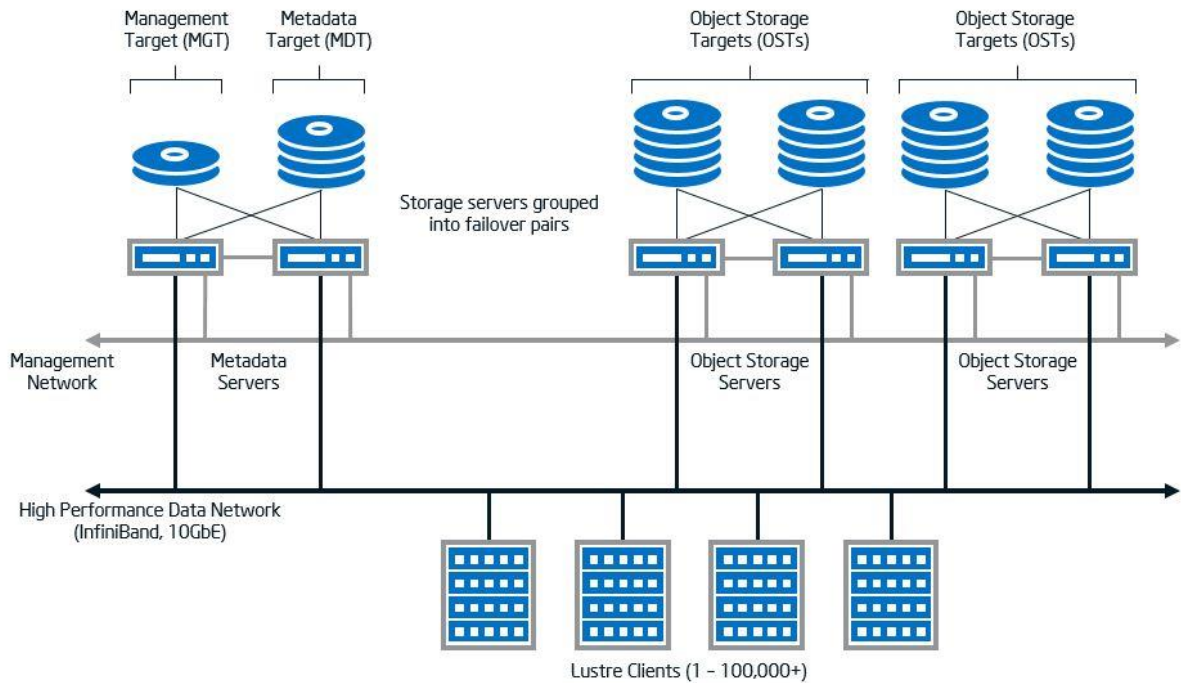 Management
Target (MGT)
Metadata
Target (MDT)
Object Storage
Targets (OSTs)
Object Storage
Targets (OSTs)
Storage servers grouped
into failover pairs
Management
Network
Metadata
Servers
Object Storage
Servers
Object Storage
Servers
High Performance Data Network
(InfiniBand, 10GbE)
Lustre Clients (1 – 100,000+)